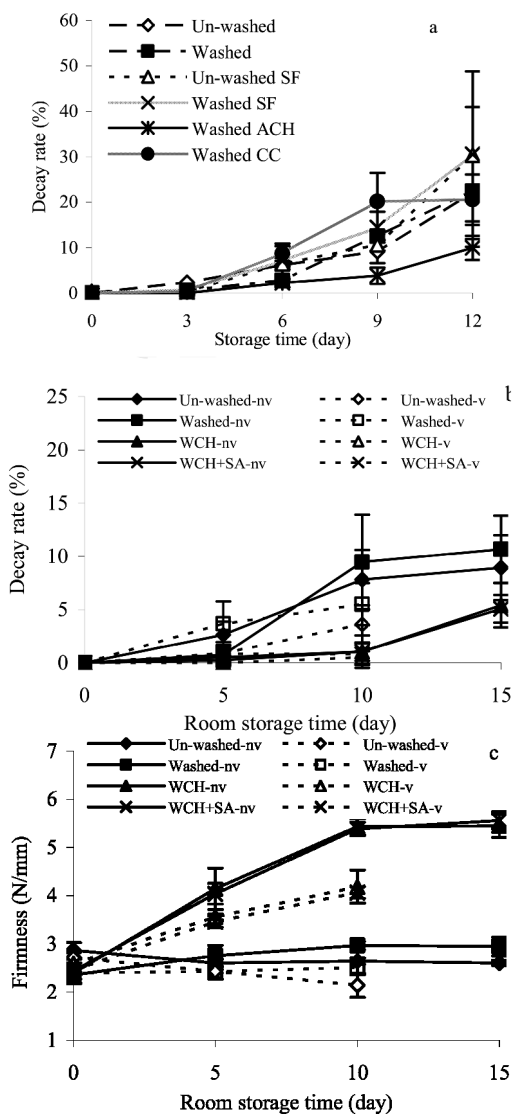 a
Un-washed
Washed
Un-washed SF
Washed SF
Washed ACH
Washed CC
60
50
40
30
20
10
0
Decay rate (%)
0 3 6 9 12
Storage time (day)
b
Un-washed-nv Un-washed-v
Washed-nv Washed-v
WCH-nv WCH-v
WCH+SA-nv WCH+SA-v
25
20
15
10
5
0
Decay rate (%)
0 5 10 15
Room storage time (day)
c
Un-washed-nv Un-washed-v
Washed-nv Washed-v
WCH-nv WCH-v
WCH+SA-nv WCH+SA-v
7
6
5
4
3
2
1
Firmness (N/mm)
0 5 10 15
Room storage time (day)